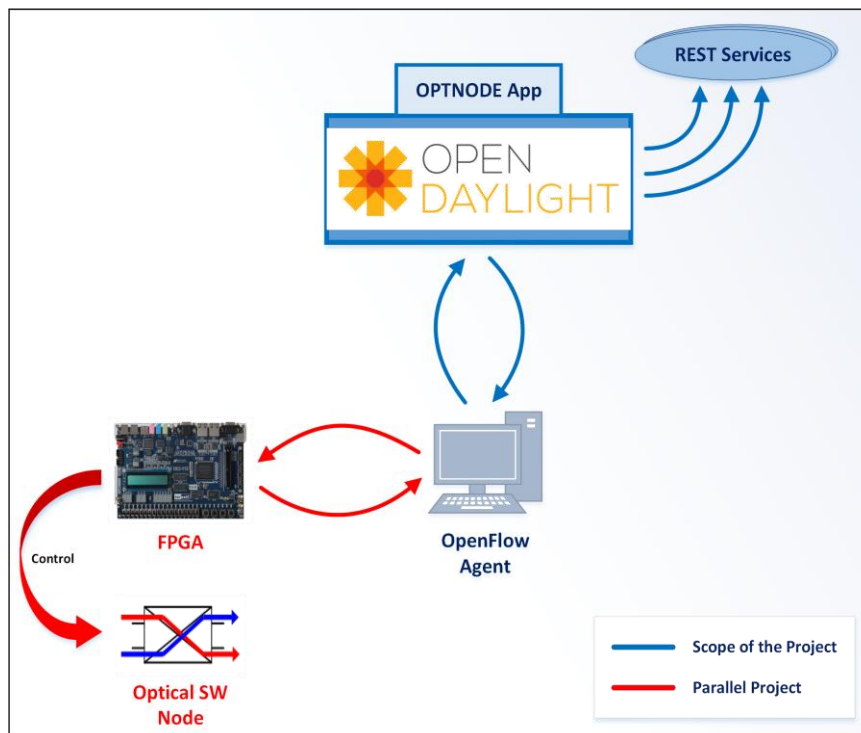 REST Services
OPTNODE App
OPEN
DAYLIGHT
FPGA
OpenFlow
Agent
Control
Optical SW
Node
Scope of the Project
Parallel Project